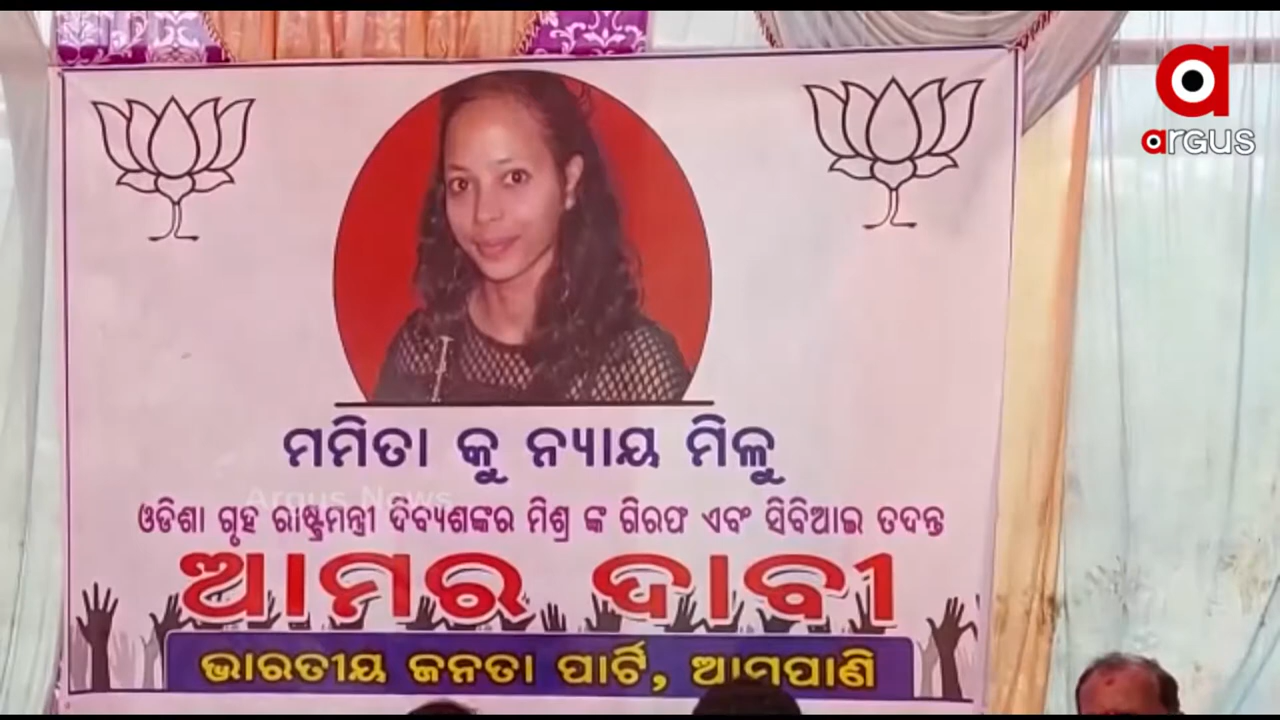 argus
ମମିତା କୁ ନ୍ୟାୟ ମିଳୁ
Argus News
ଓଡିଶା ଗୃହ ରାଷ୍ଟ୍ରମନ୍ତ୍ରୀ ଦିବ୍ୟଶଙ୍କର ମିଶ୍ର ଙ୍କ ଗିରଫ ଏବଂ ସିବିଆଇ ତଦନ୍ତ
ଆମର ଦାବୀ
ଭାରତୀୟ ଜନତା ପାର୍ଟି, ଆମପାଣି